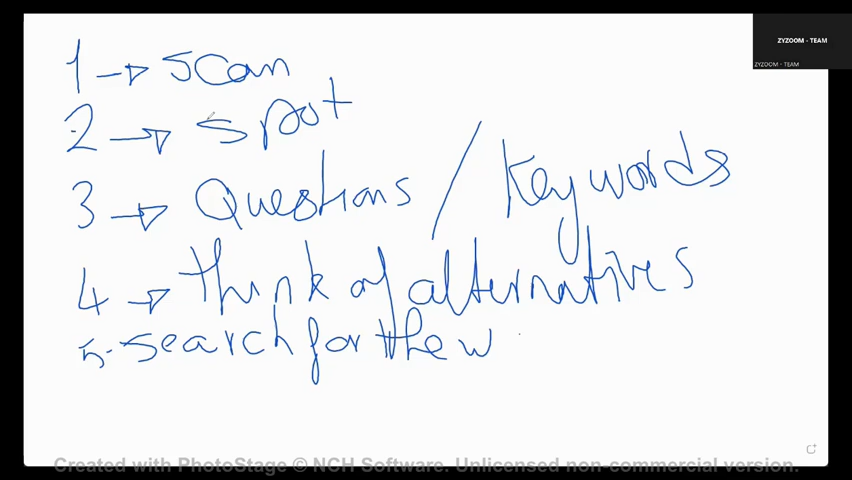 ZYZOOM - TEAM
ZYZOOM - TEAM
1 → scan
2 → spot
3 → Questions / Keywords
4 → think of alternatives
5 - search for the w
Created with PhotoStage © NCH Software. Unlicensed non-commercial version.